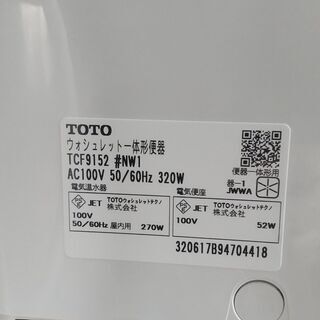 TOTO
ウォシュレット一体形便器
TCF9152 #NW1
AC100V 50/60Hz 320W
便器一体形用
器-1
JWWA
電気温水器
JET TOTOウォシュレットテクノ
株式会社
100V
50/60Hz 屋内用 270W
電気便座
JET TOTOウォシュレットテクノ
株式会社
100V 52W
320617B94704418